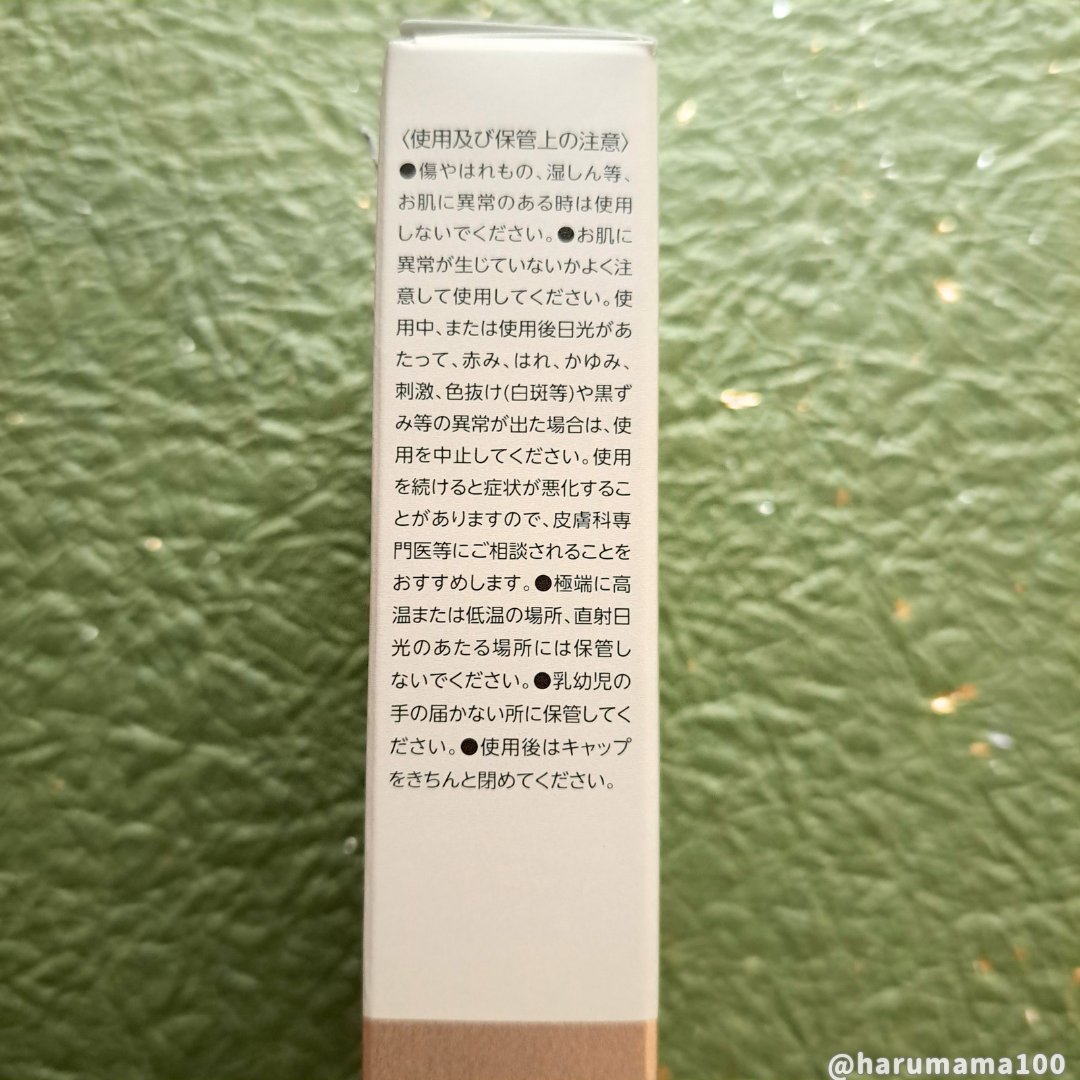 〈使用及び保管上の注意〉
●傷やはれもの、湿しん等、
お肌に異常のある時は使用
しないでください。●お肌に
異常が生じていないかよく注
意して使用してください。使
用中、または使用後日光があ
たって、赤み、はれ、かゆみ、
刺激、色抜け(白斑等)や黒ず
み等の異常が出た場合は、使
用を中止してください。使用
を続けると症状が悪化するこ
とがありますので、皮膚科専
門医等にご相談されることを
おすすめします。●極端に高
温または低温の場所、直射日
光のあたる場所には保管し
ないでください。●乳幼児の
手の届かない所に保管してく
ださい。●使用後はキャップ
をきちんと閉めてください。
@harumama100